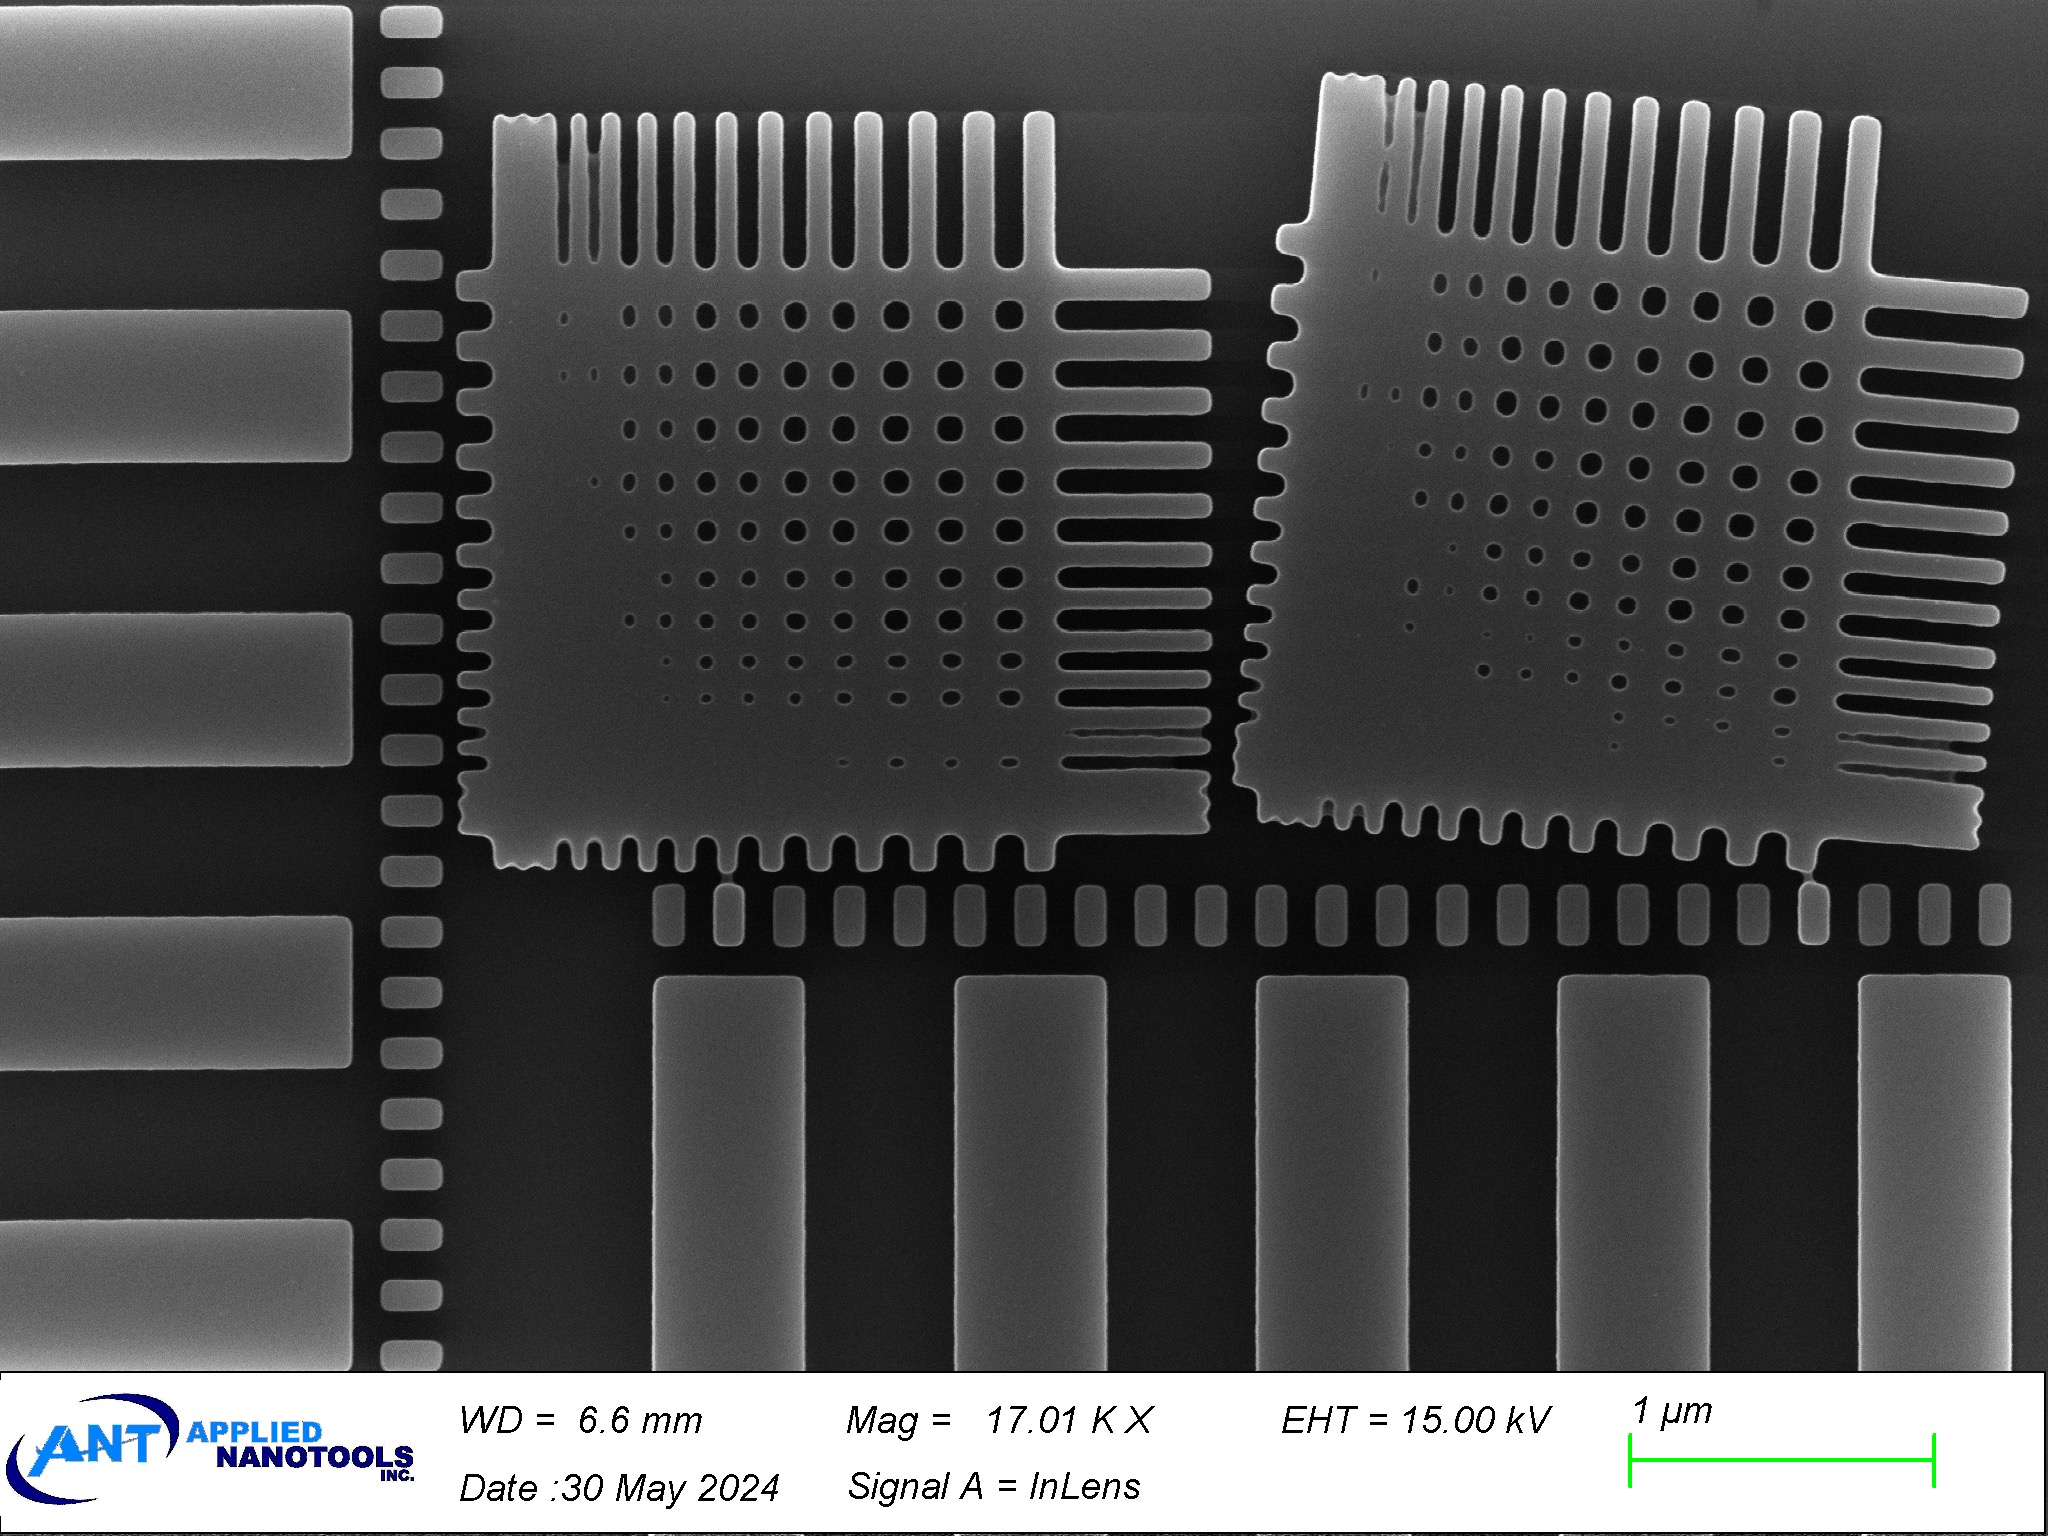 ANT APPLIED
NANOTOOLS
INC.
WD = 6.6 mm Mag = 17.01 K X EHT = 15.00 kV 1 µm
Date :30 May 2024 Signal A = InLens